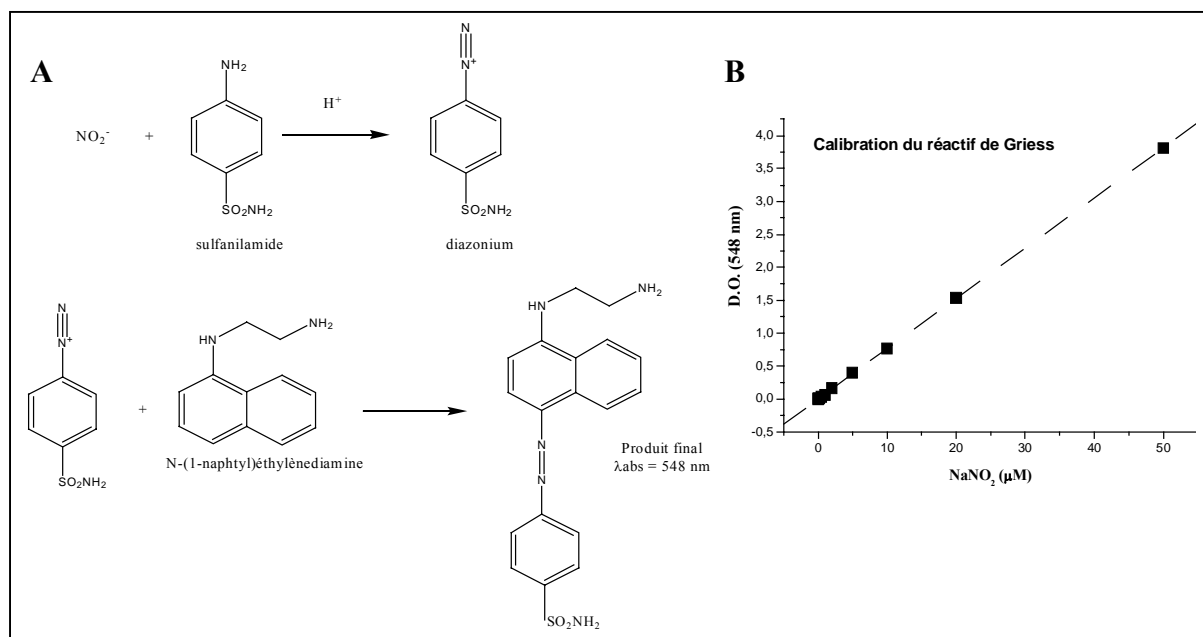 A
NH₂
N
N⁺
NO₂⁻ + H⁺
SO₂NH₂
SO₂NH₂
sulfanilamide
diazonium
N
N⁺
HN
NH₂
+
SO₂NH₂
N-(1-naphtyl)éthylènediamine
HN
NH₂
N
N
SO₂NH₂
Produit final
λabs = 548 nm
B
Calibration du réactif de Griess
D.O. (548 nm)
4,0
3,5
3,0
2,5
2,0
1,5
1,0
0,5
0,0
-0,5
0 10 20 30 40 50
NaNO₂ (µM)